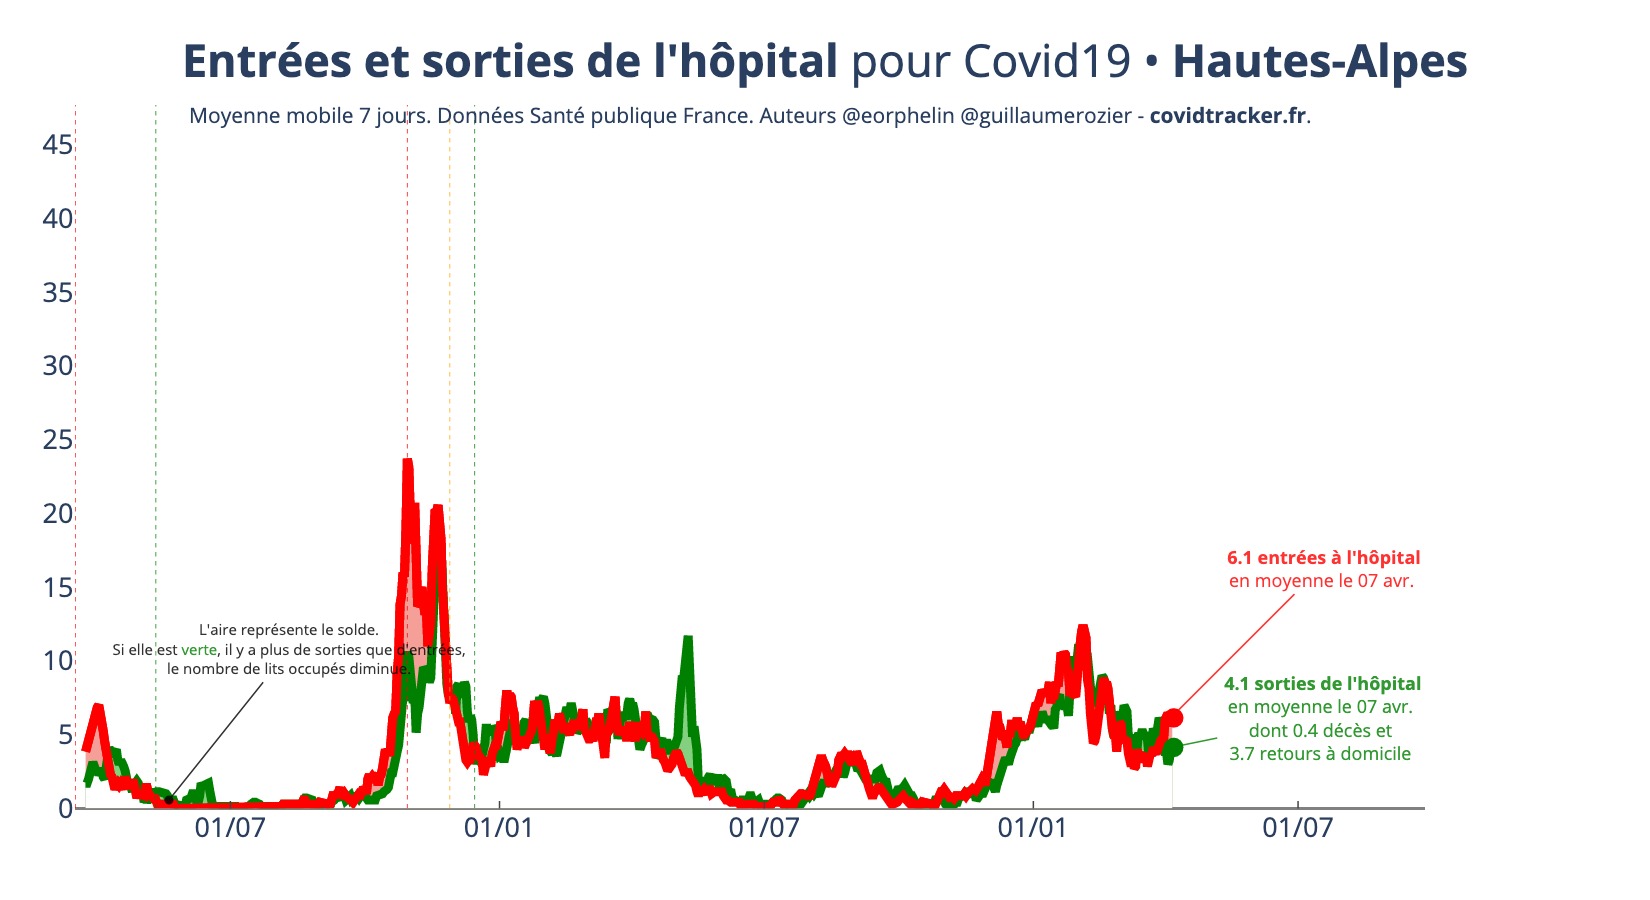 Entrées et sorties de l'hôpital pour Covid19 • Hautes-Alpes
Moyenne mobile 7 jours. Données Santé publique France. Auteurs @eorphelin @guillaumerozier - covidtracker.fr.
45
40
35
30
25
20
15
10
5
0
L'aire représente le solde.
Si elle est verte, il y a plus de sorties que d'entrées,
le nombre de lits occupés diminue.
6.1 entrées à l'hôpital
en moyenne le 07 avr.
4.1 sorties de l'hôpital
en moyenne le 07 avr.
dont 0.4 décès et
3.7 retours à domicile
01/07
01/01
01/07
01/01
01/07